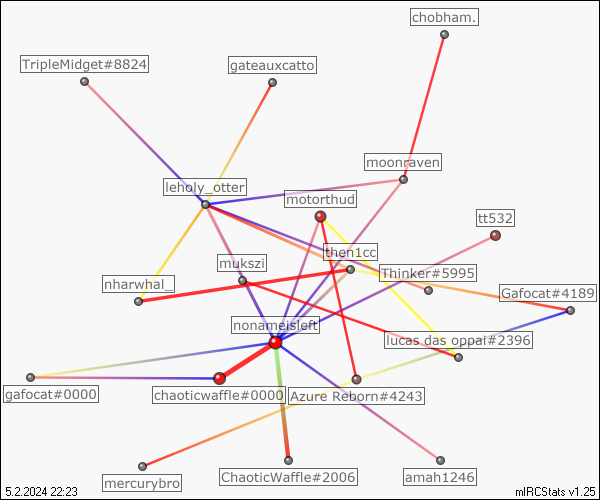 chobham.
TripleMidget#8824
gateauxcatto
moonraven
leholy_otter
motorthud
tt532
then1cc
mukszi
Thinker#5995
nharwhal_
Gafocat#4189
nonameisleft
lucas das oppai#2396
gafocat#0000
chaoticwaffle#0000
Azure Reborn#4243
mercurybro
ChaoticWaffle#2006
amah1246
5.2.2024 22:23
mIRCStats v1.25